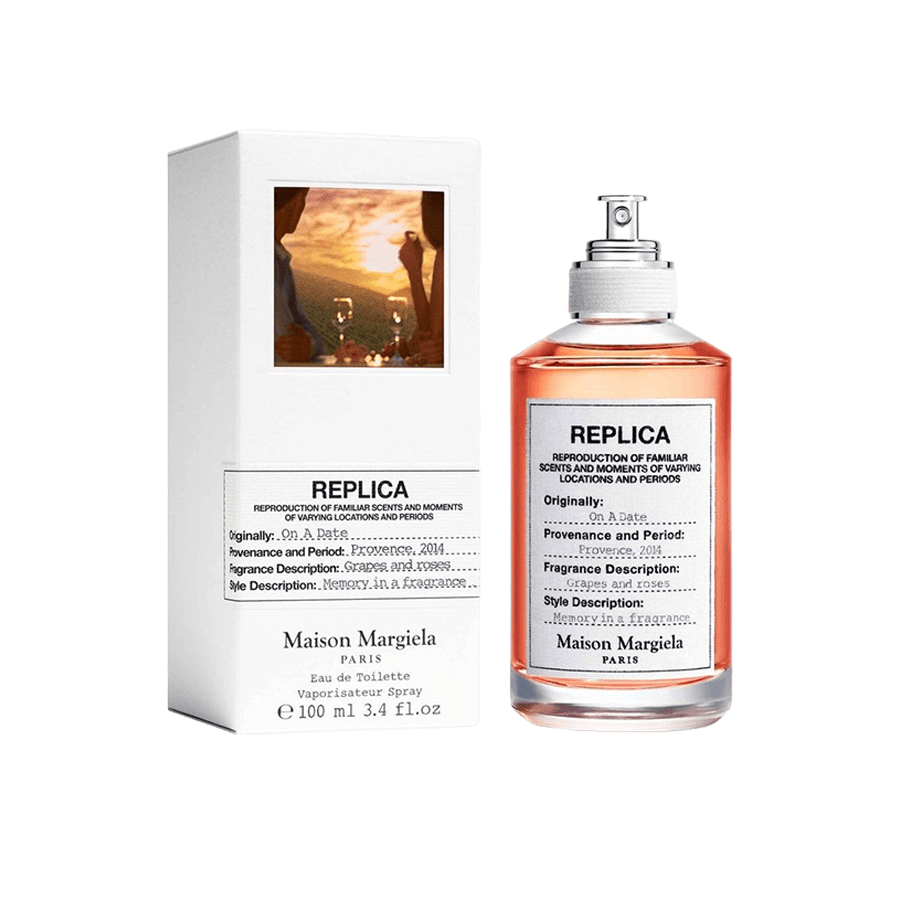 REPLICA
REPRODUCTION OF FAMILIAR SCENTS AND MOMENTS
OF VARYING LOCATIONS AND PERIODS
Originally: On A Date
Provenance and Period: Provence, 2014
Fragrance Description: Grapes and roses
Style Description: Memory in a fragrance
Maison Margiela
PARIS
Eau de Toilette
Vaporisateur Spray
℮ 100 ml 3.4 fl.oz
REPLICA
REPRODUCTION OF FAMILIAR
SCENTS AND MOMENTS OF VARYING
LOCATIONS AND PERIODS
Originally:
On A Date
Provenance and Period:
Provence, 2014
Fragrance Description:
Grapes and roses
Style Description:
Memory in a fragrance
Maison Margiela
PARIS